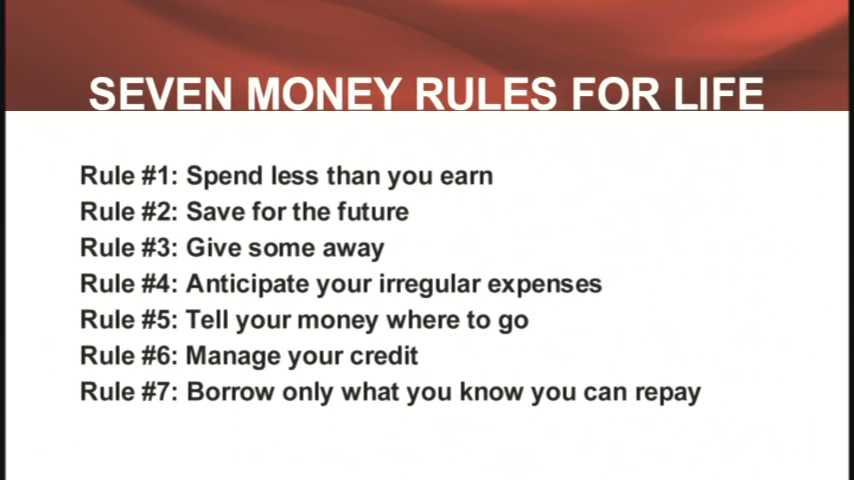 SEVEN MONEY RULES FOR LIFE
Rule #1: Spend less than you earn
Rule #2: Save for the future
Rule #3: Give some away
Rule #4: Anticipate your irregular expenses
Rule #5: Tell your money where to go
Rule #6: Manage your credit
Rule #7: Borrow only what you know you can repay